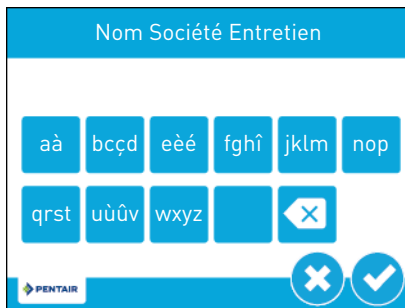 Nom Société Entretien
aà bcçd eèé fghî jklm nop
qrst uùûv wxyz
PENTAIR